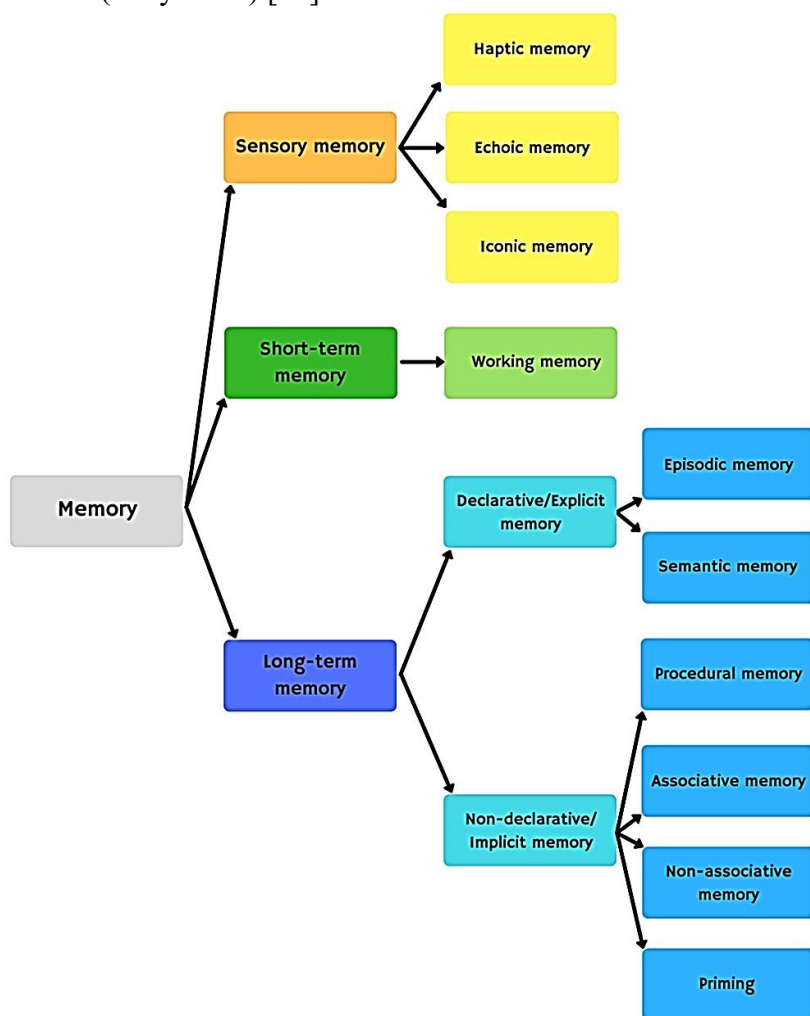 Haptic memory
Sensory memory
Echoic memory
Iconic memory
Short-term
memory
Working memory
Memory
Long-term
memory
Declarative/Explicit
memory
Episodic memory
Semantic memory
Non-declarative/
Implicit memory
Procedural memory
Associative memory
Non-associative
memory
Priming